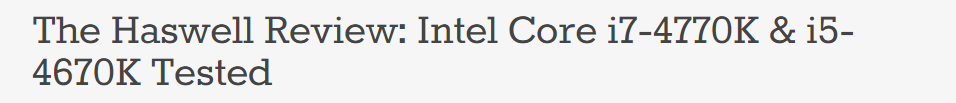 The Haswell Review: Intel Core i7-4770K & i5-
4670K Tested